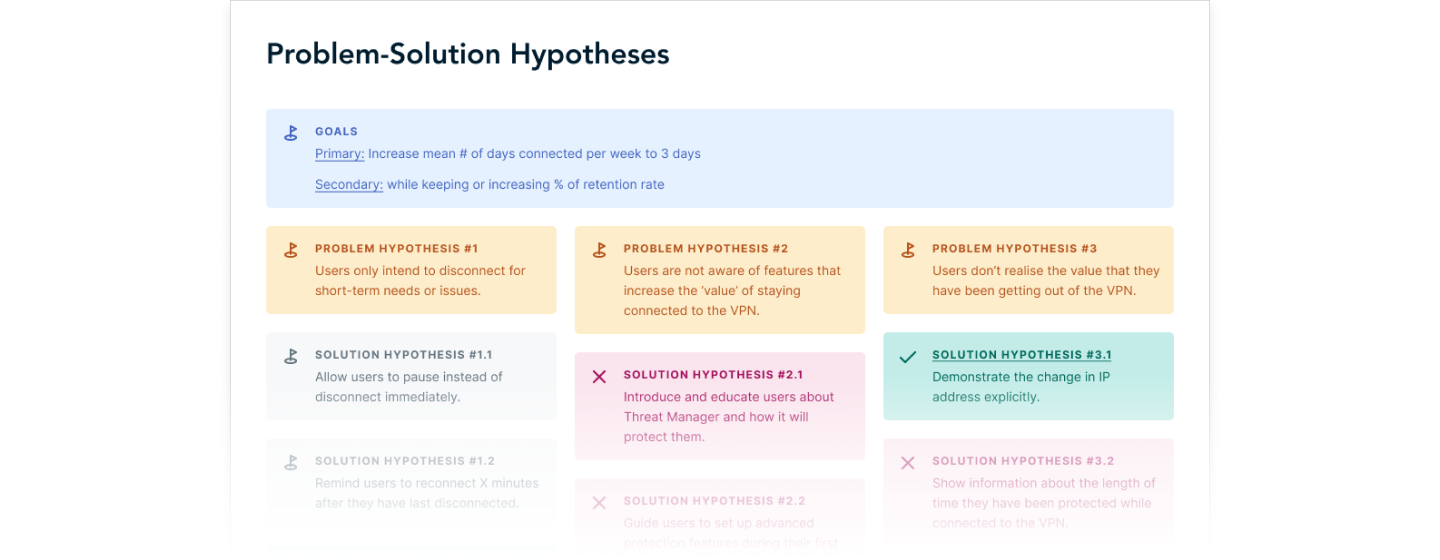 Problem-Solution Hypotheses
GOALS
Primary: Increase mean # of days connected per week to 3 days
Secondary: while keeping or increasing % of retention rate
PROBLEM HYPOTHESIS #1
Users only intend to disconnect for
short-term needs or issues.
SOLUTION HYPOTHESIS #1.1
Allow users to pause instead of
disconnect immediately.
SOLUTION HYPOTHESIS #1.2
Remind users to reconnect X minutes
after they have last disconnected.
PROBLEM HYPOTHESIS #2
Users are not aware of features that
increase the ‘value’ of staying
connected to the VPN.
SOLUTION HYPOTHESIS #2.1
Introduce and educate users about
Threat Manager and how it will
protect them.
SOLUTION HYPOTHESIS #2.2
Guide users to set up advanced
protection features during their first
PROBLEM HYPOTHESIS #3
Users don’t realise the value that they
have been getting out of the VPN.
SOLUTION HYPOTHESIS #3.1
Demonstrate the change in IP
address explicitly.
SOLUTION HYPOTHESIS #3.2
Show information about the length of
time they have been protected while
connected to the VPN.